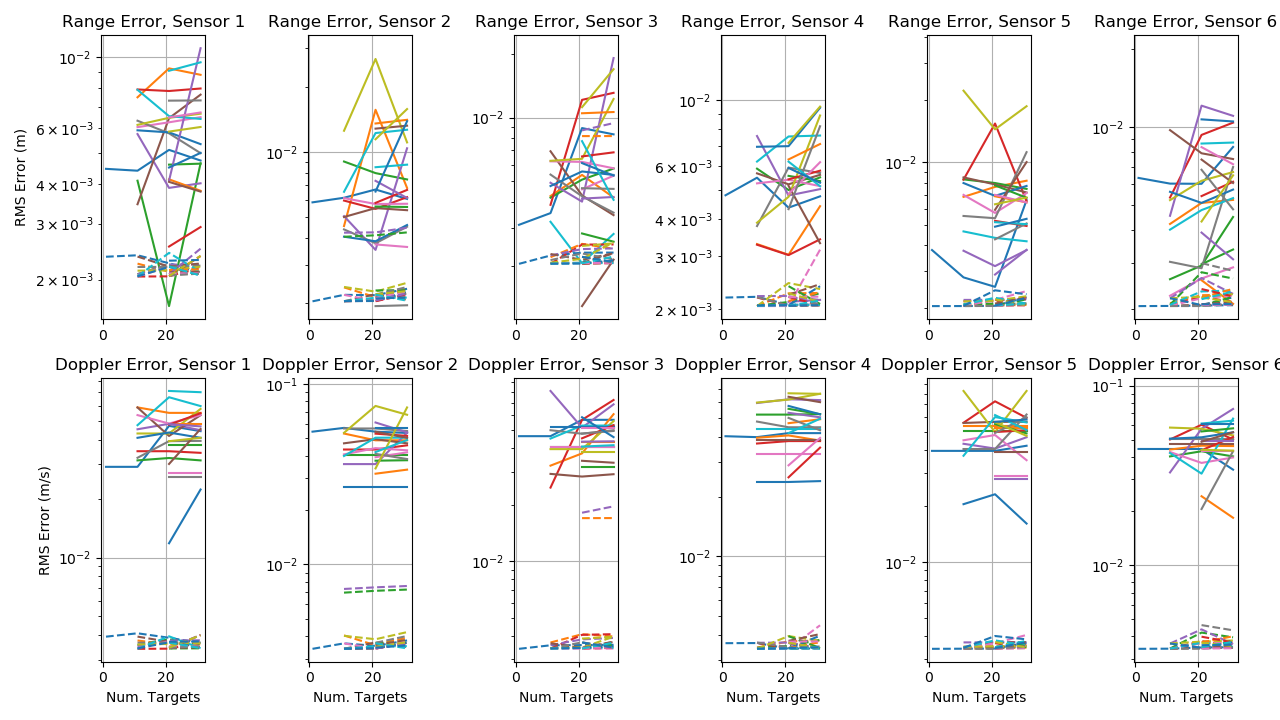 Range Error, Sensor 1 Range Error, Sensor 2 Range Error, Sensor 3 Range Error, Sensor 4 Range Error, Sensor 5 Range Error, Sensor 6
RMS Error (m)
10⁻²
6 × 10⁻³
4 × 10⁻³
3 × 10⁻³
2 × 10⁻³
0 20
10⁻²
0 20
10⁻²
0 20
10⁻²
6 × 10⁻³
4 × 10⁻³
3 × 10⁻³
2 × 10⁻³
0 20
10⁻²
0 20
10⁻²
0 20
Doppler Error, Sensor 1 Doppler Error, Sensor 2 Doppler Error, Sensor 3 Doppler Error, Sensor 4 Doppler Error, Sensor 5 Doppler Error, Sensor 6
RMS Error (m/s)
10⁻²
0 20
10⁻¹
10⁻²
0 20
10⁻²
0 20
10⁻²
0 20
10⁻²
0 20
10⁻¹
10⁻²
0 20
Num. Targets Num. Targets Num. Targets Num. Targets Num. Targets Num. Targets